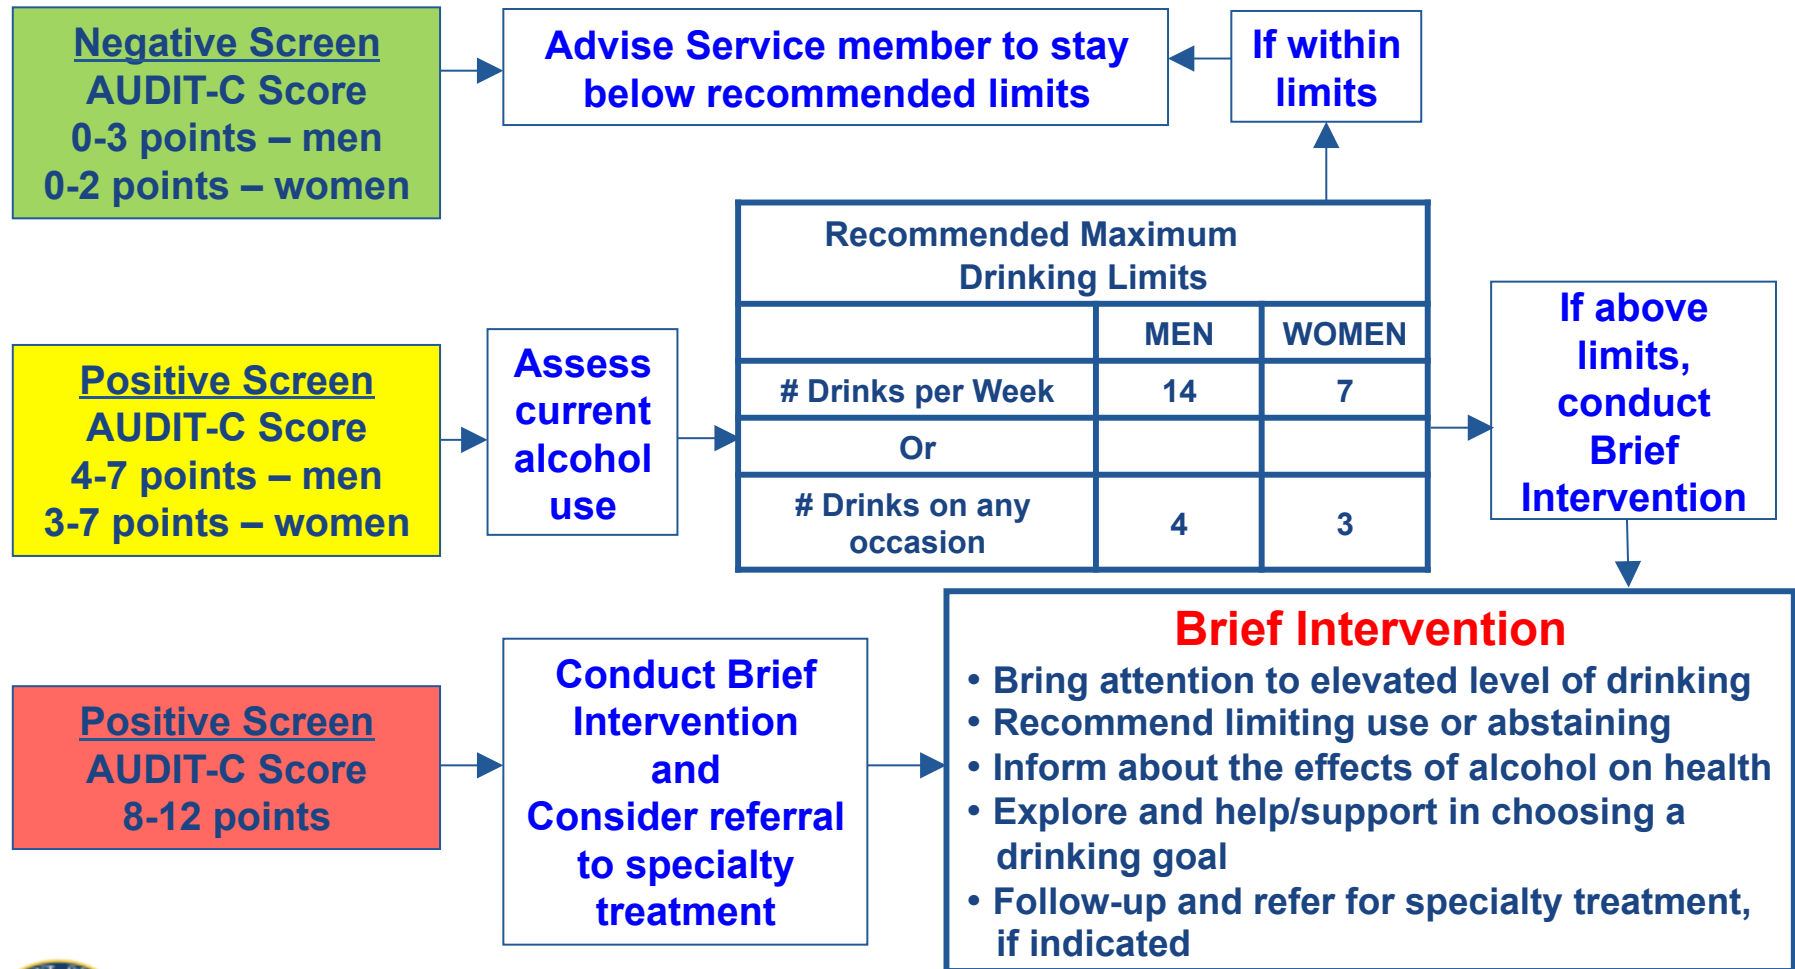 Negative Screen
AUDIT-C Score
0-3 points – men
0-2 points – women
Advise Service member to stay
below recommended limits
If within
limits
Positive Screen
AUDIT-C Score
4-7 points – men
3-7 points – women
Assess
current
alcohol
use
Recommended Maximum
Drinking Limits
MEN WOMEN
# Drinks per Week 14 7
Or
# Drinks on any
occasion 4 3
If above
limits,
conduct
Brief
Intervention
Positive Screen
AUDIT-C Score
8-12 points
Conduct Brief
Intervention
and
Consider referral
to specialty
treatment
Brief Intervention
• Bring attention to elevated level of drinking
• Recommend limiting use or abstaining
• Inform about the effects of alcohol on health
• Explore and help/support in choosing a
drinking goal
• Follow-up and refer for specialty treatment,
if indicated